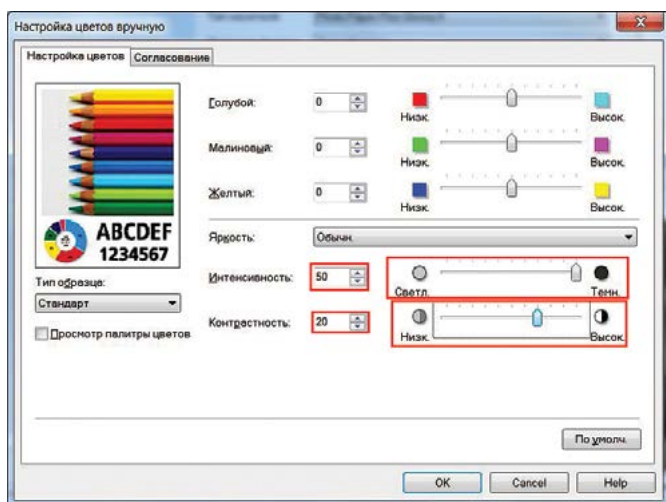 Настройка цветов вручную
Настройка цветов Согласование
Голубой: 0 Низк. Высок.
Малиновый: 0 Низк. Высок.
Желтый: 0 Низк. Высок.
ABCDEF
1234567
Яркость: Обычн.
Тип образца:
Стандарт
Просмотр палитры цветов
Интенсивность: 50 Светл. Темн.
Контрастность: 20 Низк. Высок.
По умолч.
OK Cancel Help